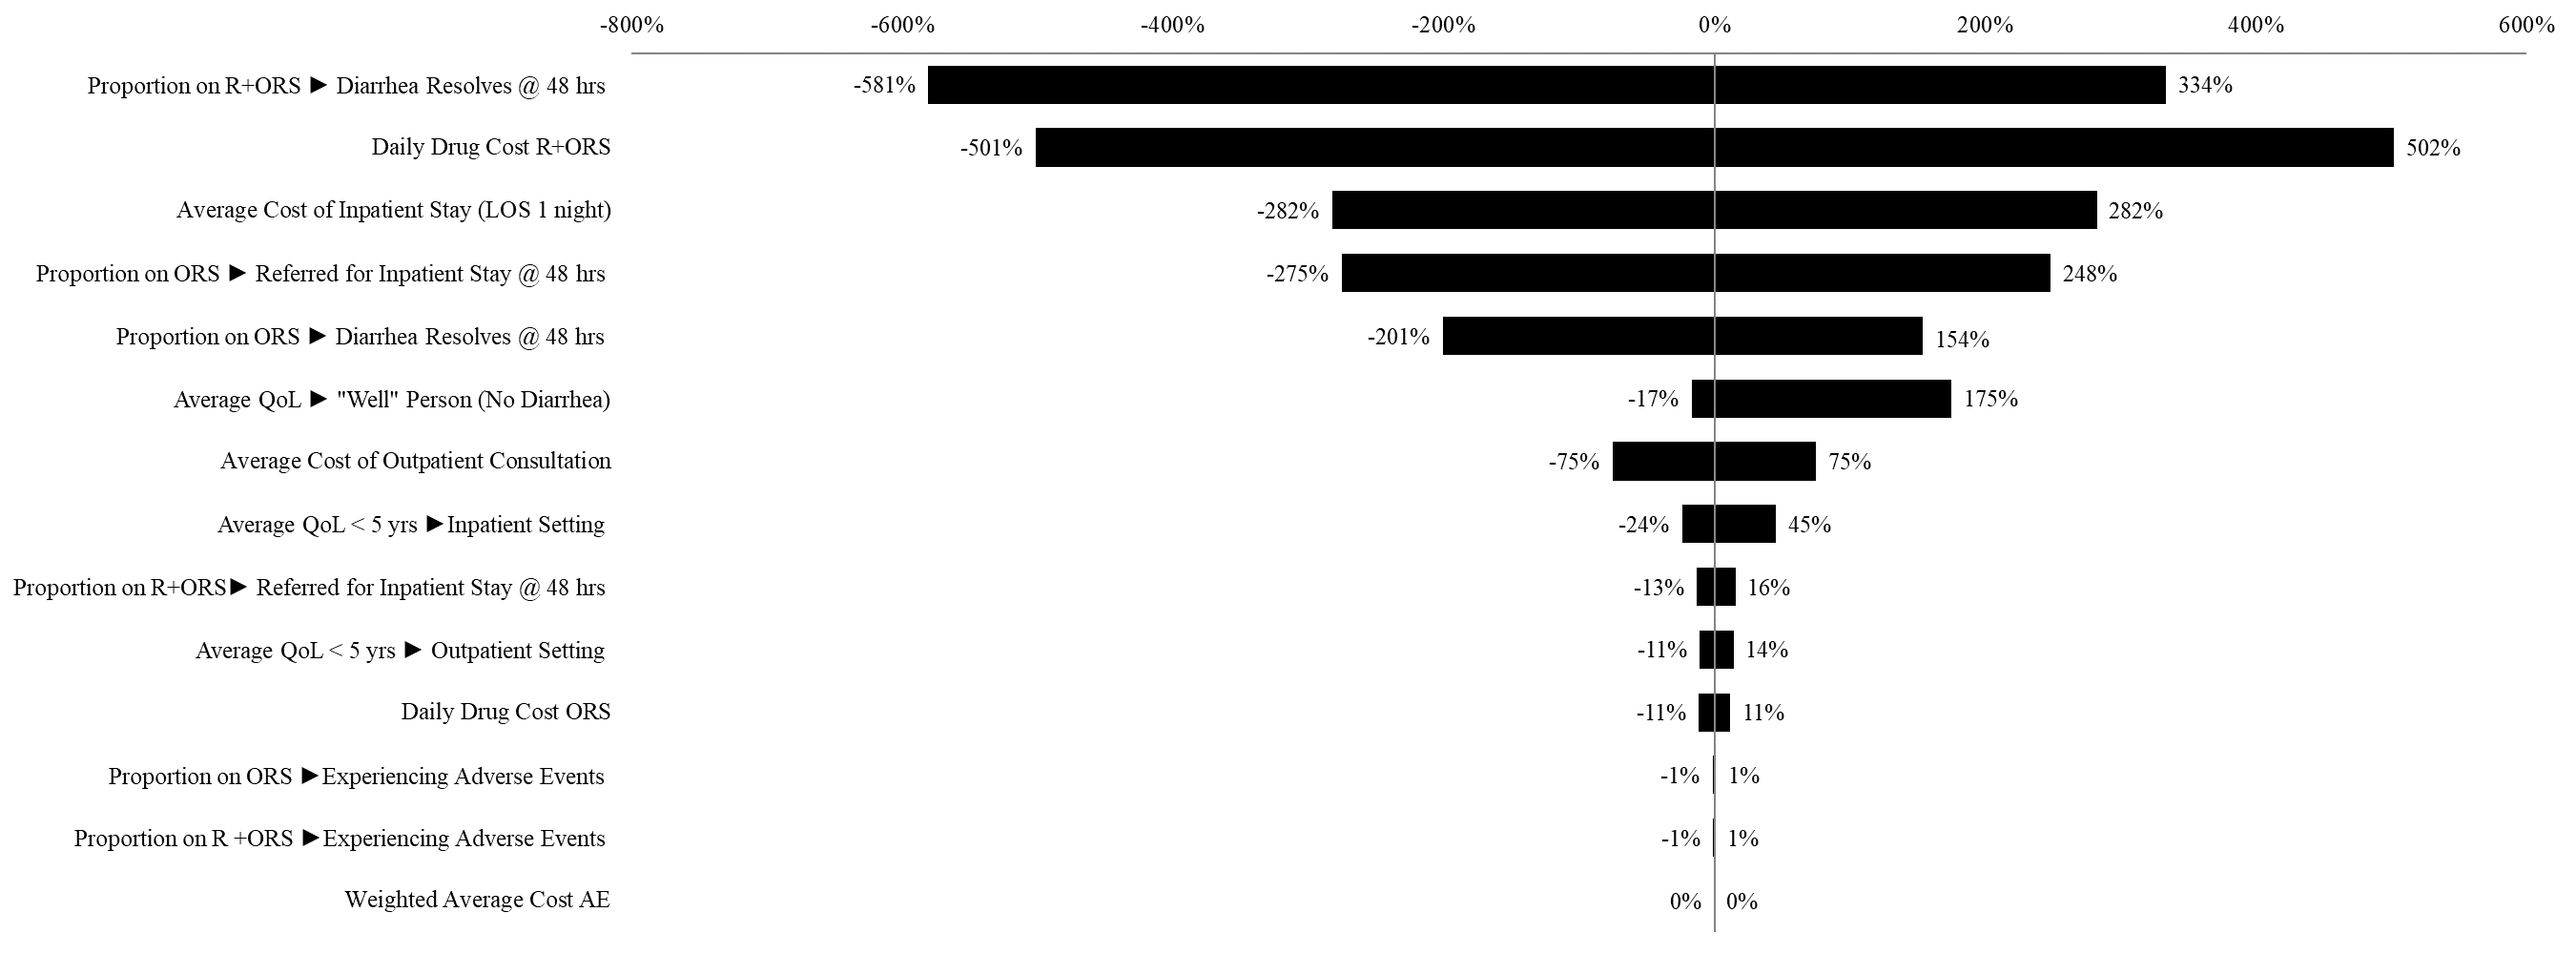 -800% -600% -400% -200% 0% 200% 400% 600%
Proportion on R+ORS ► Diarrhea Resolves @ 48 hrs -581% 334%
Daily Drug Cost R+ORS -501% 502%
Average Cost of Inpatient Stay (LOS 1 night) -282% 282%
Proportion on ORS ► Referred for Inpatient Stay @ 48 hrs -275% 248%
Proportion on ORS ► Diarrhea Resolves @ 48 hrs -201% 154%
Average QoL ► "Well" Person (No Diarrhea) -17% 175%
Average Cost of Outpatient Consultation -75% 75%
Average QoL < 5 yrs ►Inpatient Setting -24% 45%
Proportion on R+ORS► Referred for Inpatient Stay @ 48 hrs -13% 16%
Average QoL < 5 yrs ► Outpatient Setting -11% 14%
Daily Drug Cost ORS -11% 11%
Proportion on ORS ►Experiencing Adverse Events -1% 1%
Proportion on R +ORS ►Experiencing Adverse Events -1% 1%
Weighted Average Cost AE 0% 0%